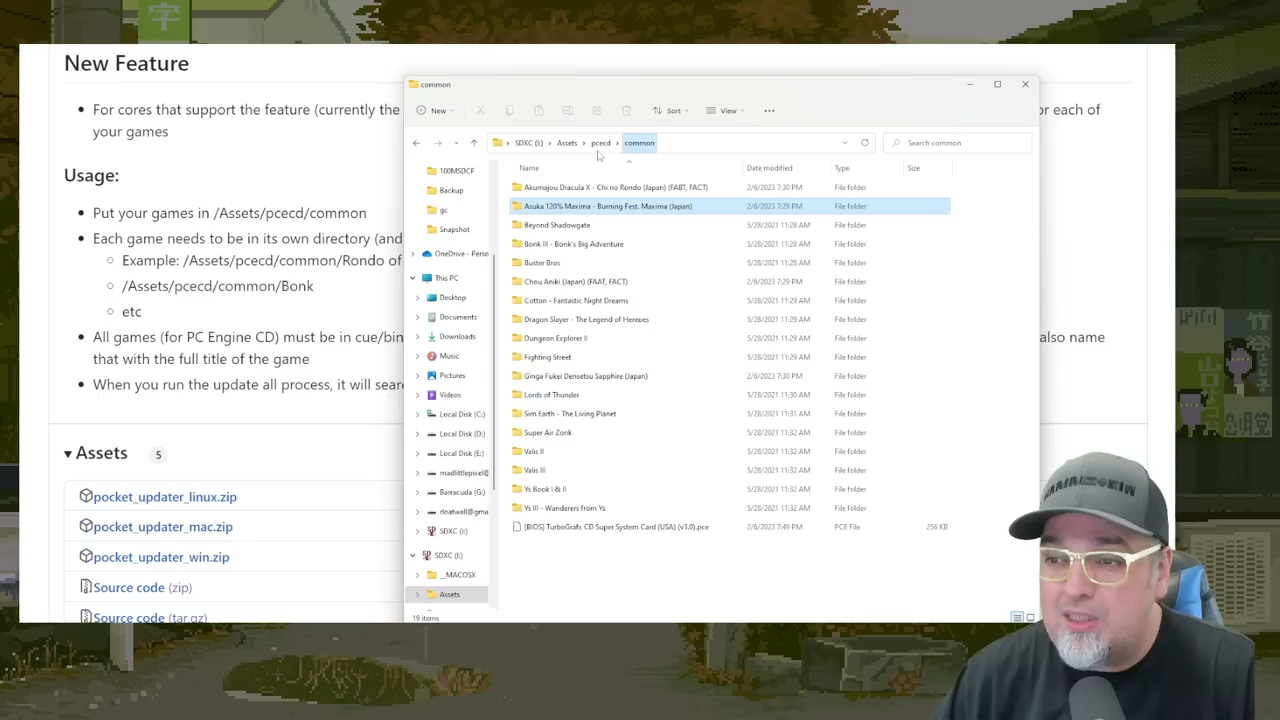 字
New Feature
For cores that support the feature (currently the
or each of
your games
Usage:
Put your games in /Assets/pcecd/common
Each game needs to be in its own directory (and
Example: /Assets/pcecd/common/Rondo of
/Assets/pcecd/common/Bonk
etc
All games (for PC Engine CD) must be in cue/bin
also name
that with the full title of the game
When you run the update all process, it will sear
Assets 5
pocket_updater_linux.zip
pocket_updater_mac.zip
pocket_updater_win.zip
Source code (zip)
Source code (tar.gz)
common
New
Sort
View
SDXC (I:) > Assets > pcecd > common
Search common
100MSDCF
Backup
gc
Snapshot
OneDrive - Perso
This PC
Desktop
Documents
Downloads
Music
Pictures
Videos
Local Disk (C:)
Local Disk (D:)
Local Disk (E:)
madlittlepixel@
Barracuda (G:)
rleatwall@gma
SDXC (I:)
SDXC (I:)
__MACOSX
Assets
Name Date modified Type Size
Akumajou Dracula X - Chi no Rondo (Japan) (FABT, FACT) 2/6/2023 7:30 PM File folder
Asuka 120% Maxima - Burning Fest. Maxima (Japan) 2/6/2023 7:29 PM File folder
Beyond Shadowgate 5/28/2021 11:28 AM File folder
Bonk III - Bonk's Big Adventure 5/28/2021 11:28 AM File folder
Buster Bros 5/28/2021 11:28 AM File folder
Chou Aniki (Japan) (FAAT, FACT) 2/6/2023 7:29 PM File folder
Cotton - Fantastic Night Dreams 5/28/2021 11:29 AM File folder
Dragon Slayer - The Legend of Heroes 5/28/2021 11:29 AM File folder
Dungeon Explorer II 5/28/2021 11:29 AM File folder
Fighting Street 5/28/2021 11:29 AM File folder
Ginga Fukei Densetsu Sapphire (Japan) 2/6/2023 7:30 PM File folder
Lords of Thunder 5/28/2021 11:30 AM File folder
Sim Earth - The Living Planet 5/28/2021 11:31 AM File folder
Super Air Zonk 5/28/2021 11:32 AM File folder
Valis II 5/28/2021 11:32 AM File folder
Valis III 5/28/2021 11:32 AM File folder
Ys Book I & II 5/28/2021 11:32 AM File folder
Ys III - Wanderers from Ys 5/28/2021 11:32 AM File folder
[BIOS] TurboGrafx CD Super System Card (USA) (v3.0).pce 2/6/2023 7:49 PM PCE File 256 KB
19 items